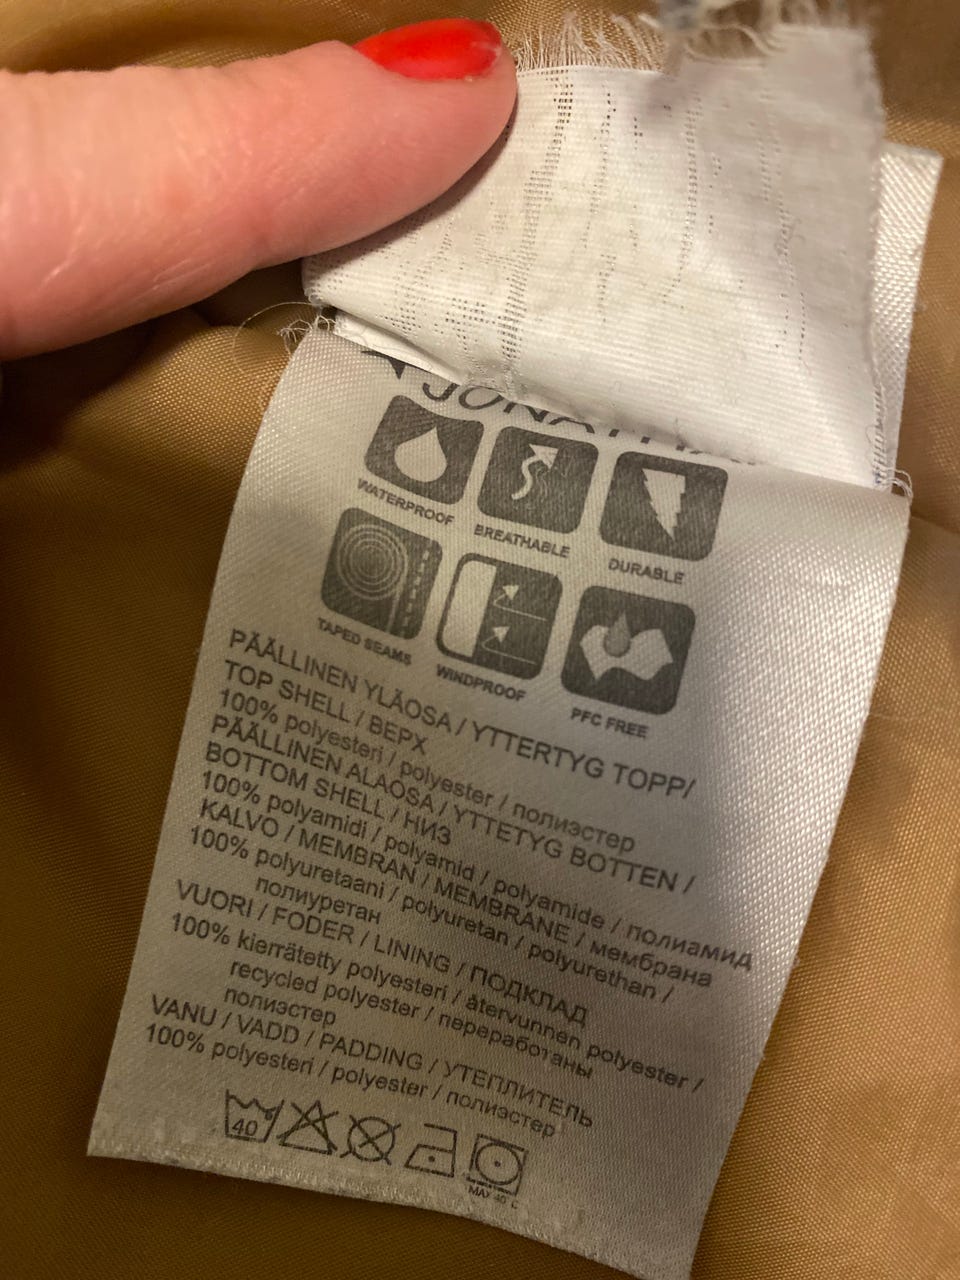 WATERPROOF
BREATHABLE
DURABLE
TAPED SEAMS
WINDPROOF
PFC FREE
PÄÄLLINEN YLÄOSA / YTTERTYG TOPP/
TOP SHELL / ВЕРХ
100% polyesteri / polyester / полиэстер
PÄÄLLINEN ALAOSA / YTTETYG BOTTEN /
BOTTOM SHELL / НИЗ
100% polyamidi / polyamid / polyamide / полиамид
KALVO / MEMBRAN / MEMBRANE / мембрана
100% polyuretaani / polyuretan / polyurethan /
полиуретан
VUORI / FODER / LINING / ПОДКЛАД
100% kierrätetty polyesteri / återvunnen polyester /
recycled polyester / переработаны
полиэстер
VANU / VADD / PADDING / УТЕПЛИТЕЛЬ
100% polyesteri / polyester / полиэстер
40
MAX 40°C